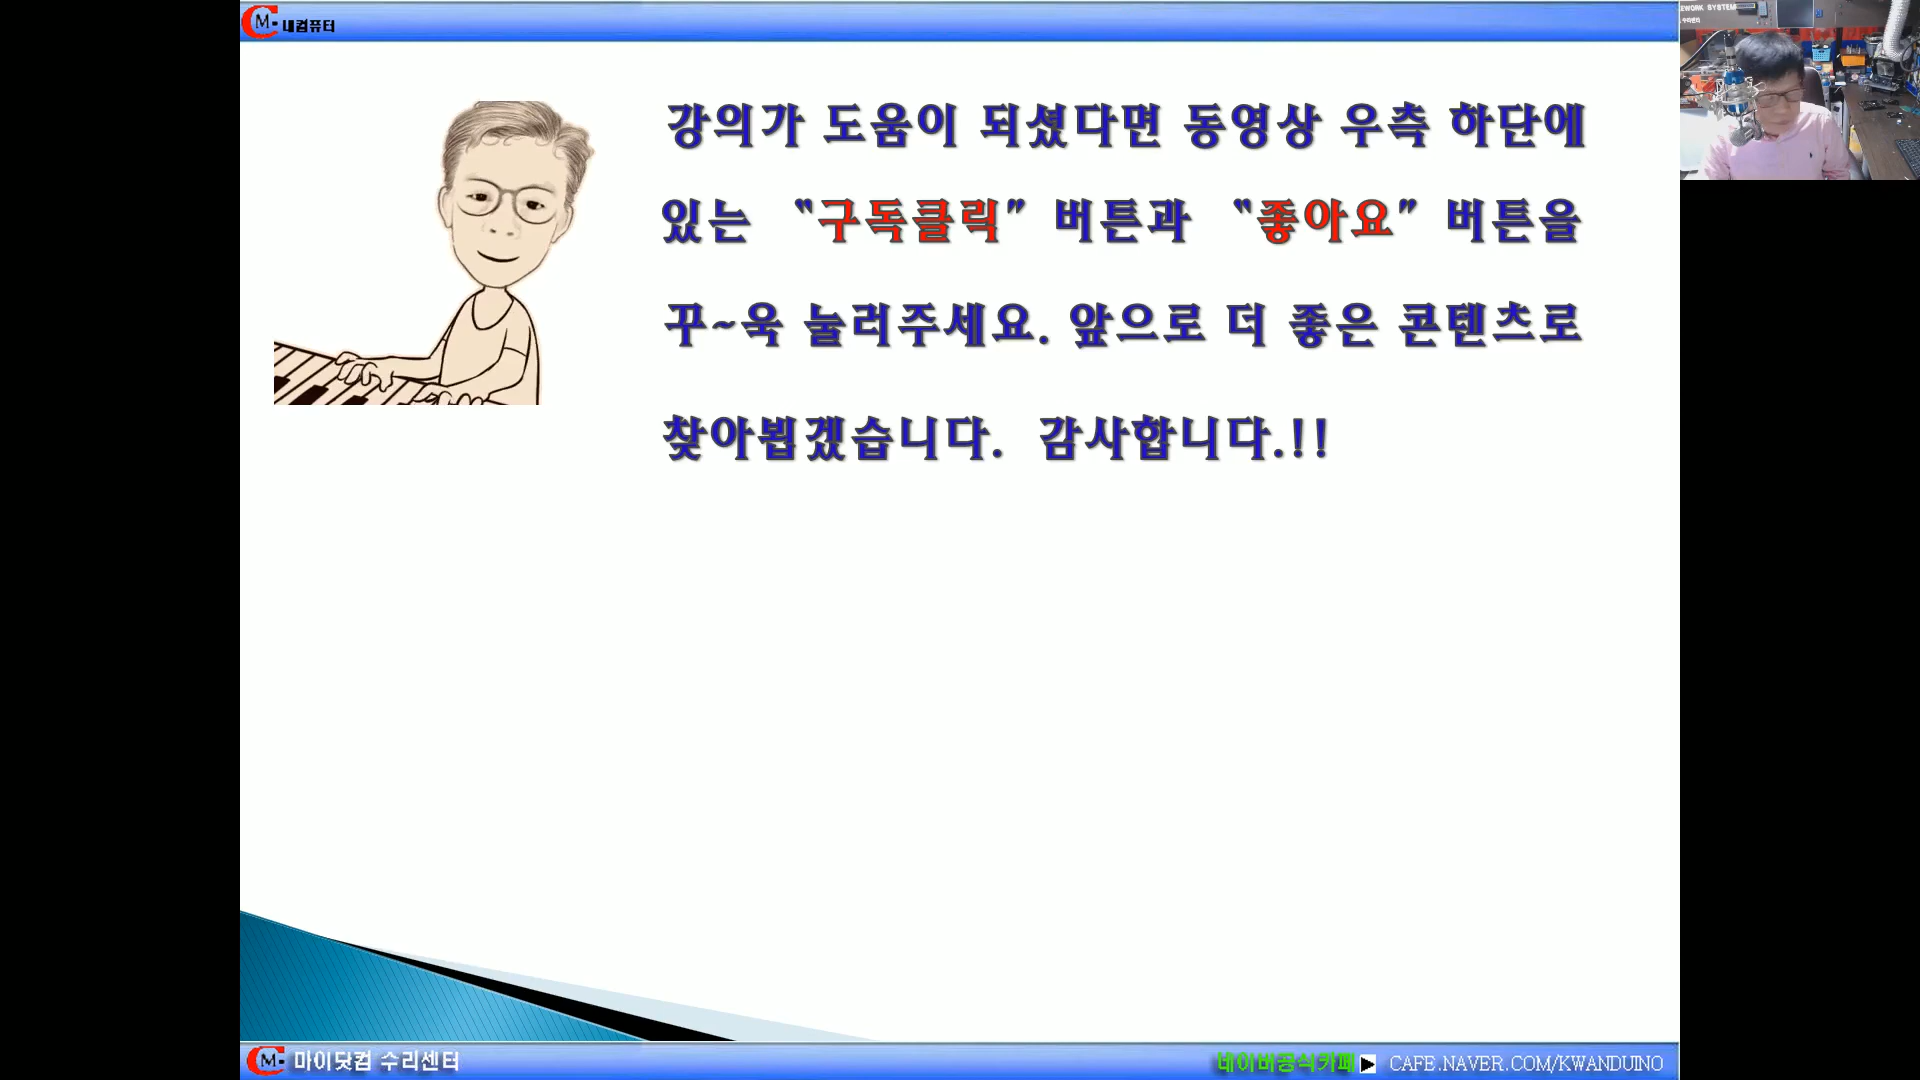 내컴퓨터
EWORK SYSTEM
강의가 도움이 되셨다면 동영상 우측 하단에
있는 "구독클릭" 버튼과 "좋아요" 버튼을
꾸~욱 눌러주세요. 앞으로 더 좋은 콘텐츠로
찾아뵙겠습니다. 감사합니다.!!
마이닷컴 수리센터
네이버공식카페 ▶ CAFE.NAVER.COM/KWANDUINO